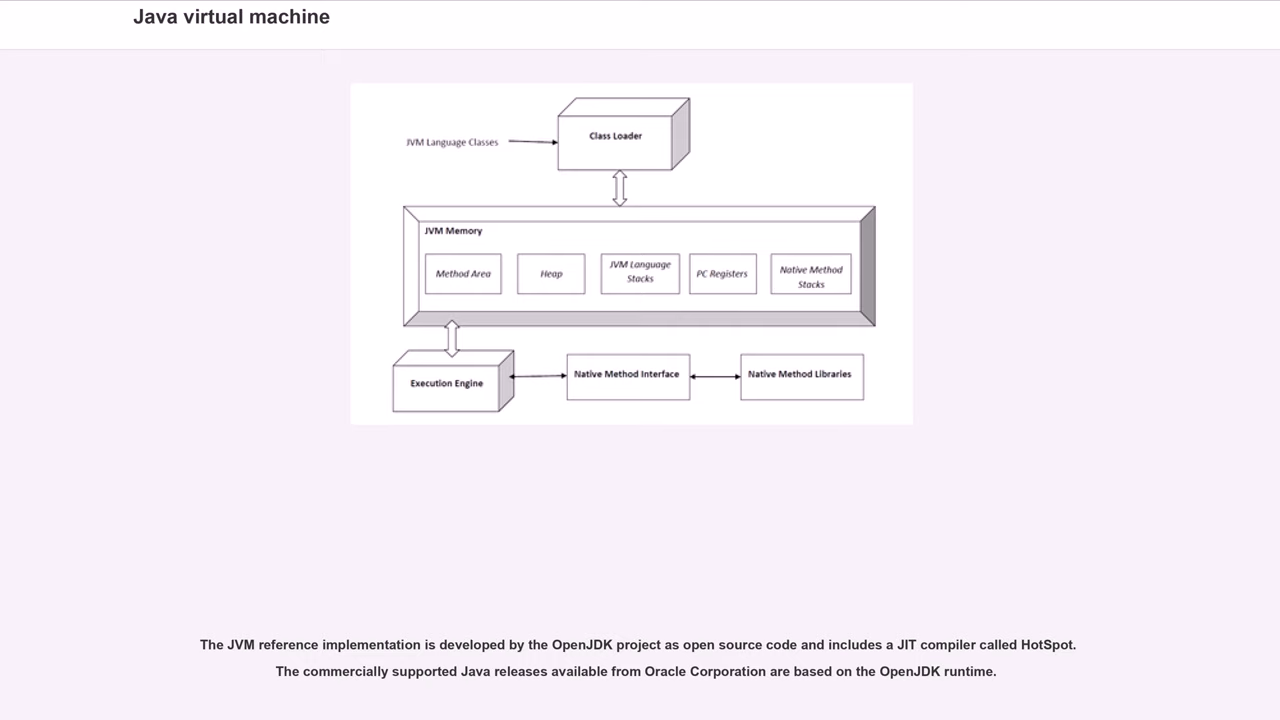 Java virtual machine
Class Loader
JVM Language Classes
JVM Memory
Method Area
Heap
JVM Language
Stacks
PC Registers
Native Method
Stacks
Execution Engine
Native Method Interface
Native Method Libraries
The JVM reference implementation is developed by the OpenJDK project as open source code and includes a JIT compiler called HotSpot.
The commercially supported Java releases available from Oracle Corporation are based on the OpenJDK runtime.